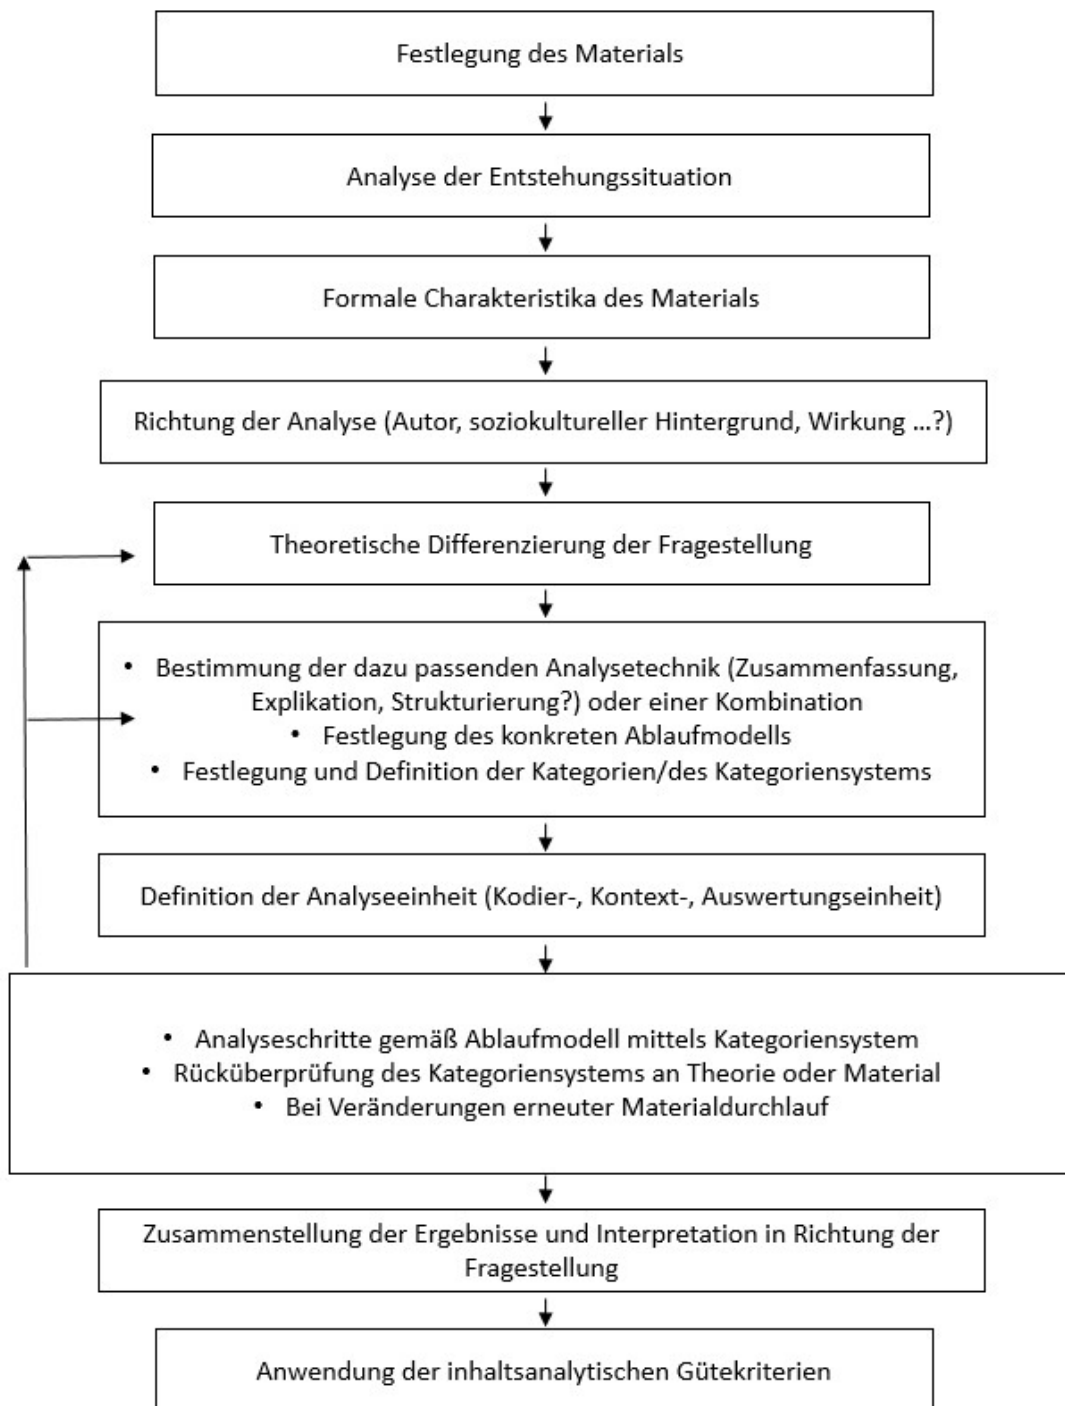 Festlegung des Materials
Analyse der Entstehungssituation
Formale Charakteristika des Materials
Richtung der Analyse (Autor, soziokultureller Hintergrund, Wirkung ...?)
Theoretische Differenzierung der Fragestellung
• Bestimmung der dazu passenden Analysetechnik (Zusammenfassung,
Explikation, Strukturierung?) oder einer Kombination
• Festlegung des konkreten Ablaufmodells
• Festlegung und Definition der Kategorien/des Kategoriensystems
Definition der Analyseeinheit (Kodier-, Kontext-, Auswertungseinheit)
• Analyseschritte gemäß Ablaufmodell mittels Kategoriensystem
• Rücküberprüfung des Kategoriensystems an Theorie oder Material
• Bei Veränderungen erneuter Materialdurchlauf
Zusammenstellung der Ergebnisse und Interpretation in Richtung der
Fragestellung
Anwendung der inhaltsanalytischen Gütekriterien